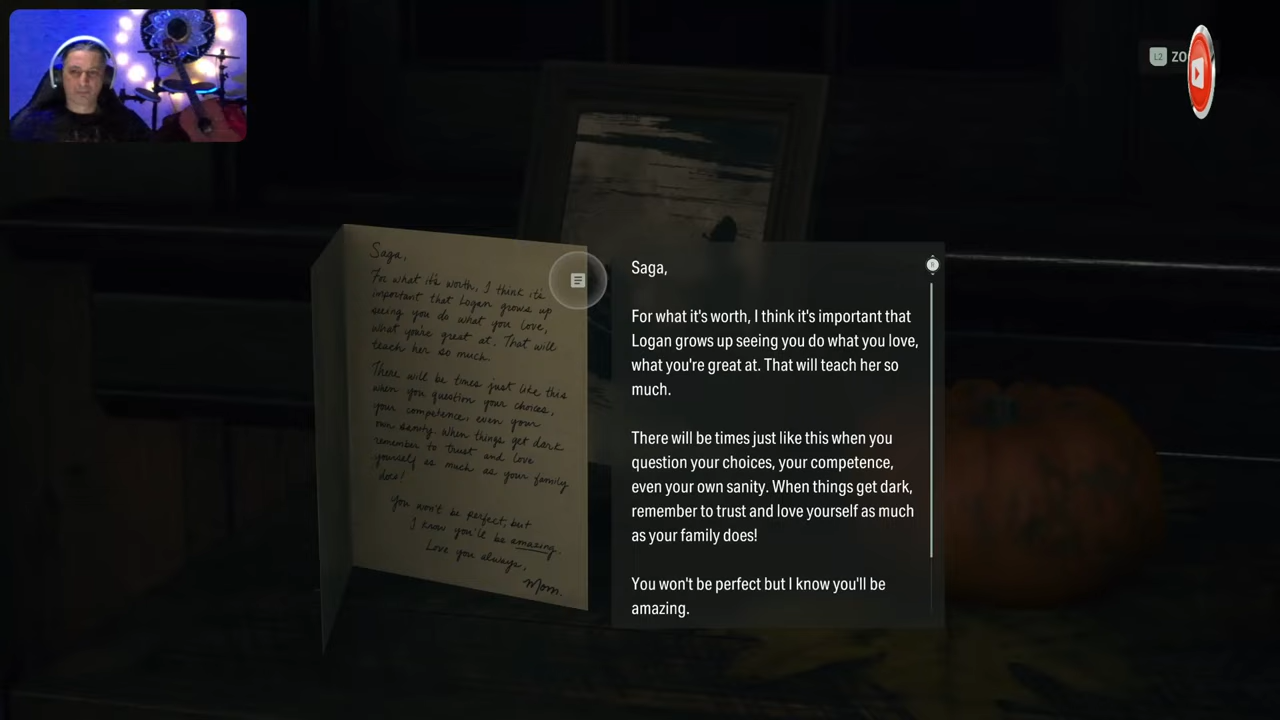 L2 ZO
Saga,
For what it's worth, I think it's
important that Logan grows up
seeing you do what you love,
what you're great at. That will
teach her so much.
There will be times just like this
when you question your choices,
your competence, even your
own sanity. When things get dark
remember to trust and love
yourself as much as your family
does!
You won't be perfect, but
I know you'll be amazing.
Love you always,
Mom.
Saga,
For what it's worth, I think it's important that
Logan grows up seeing you do what you love,
what you're great at. That will teach her so
much.
There will be times just like this when you
question your choices, your competence,
even your own sanity. When things get dark,
remember to trust and love yourself as much
as your family does!
You won't be perfect but I know you'll be
amazing.
R